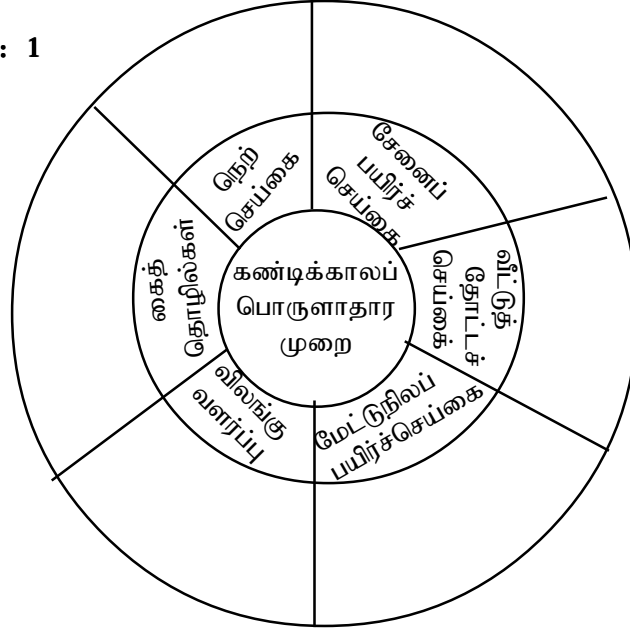 : 1
நெற்
செய்கை
சேனைப்
பயிர்ச்
செய்கை
வீட்டுத்
தோட்டச்
செய்கை
மேட்டுநிலப்
பயிர்ச்செய்கை
விலங்கு
வளர்ப்பு
கைத்
தொழில்கள்
கண்டிக்காலப்
பொருளாதார
முறை